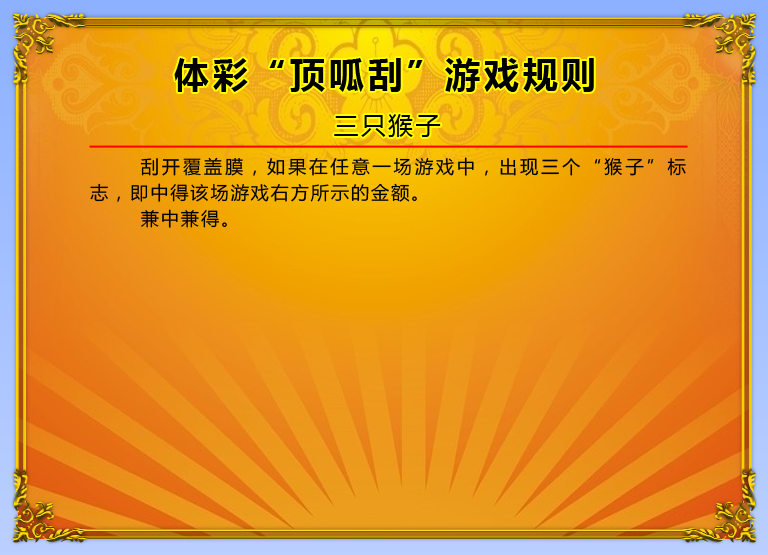 体彩“顶呱刮”游戏规则
三只猴子
刮开覆盖膜，如果在任意一场游戏中，出现三个“猴子”标
志，即中得该场游戏右方所示的金额。
兼中兼得。